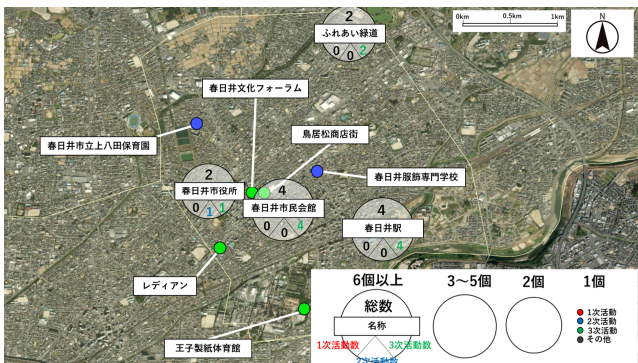 0km 0.5km 1km
N
2
ふれあい緑道
0 0 2
春日井文化フォーラム
鳥居松商店街
春日井市立上八田保育園
春日井服飾専門学校
2
春日井市役所
0 1 1
4
春日井市民会館
0 0 4
4
春日井駅
0 0 4
レディアン
王子製紙体育館
6個以上 3～5個 2個 1個
総数
名称
1次活動数 3次活動数
2次活動数
1次活動
2次活動
3次活動
その他